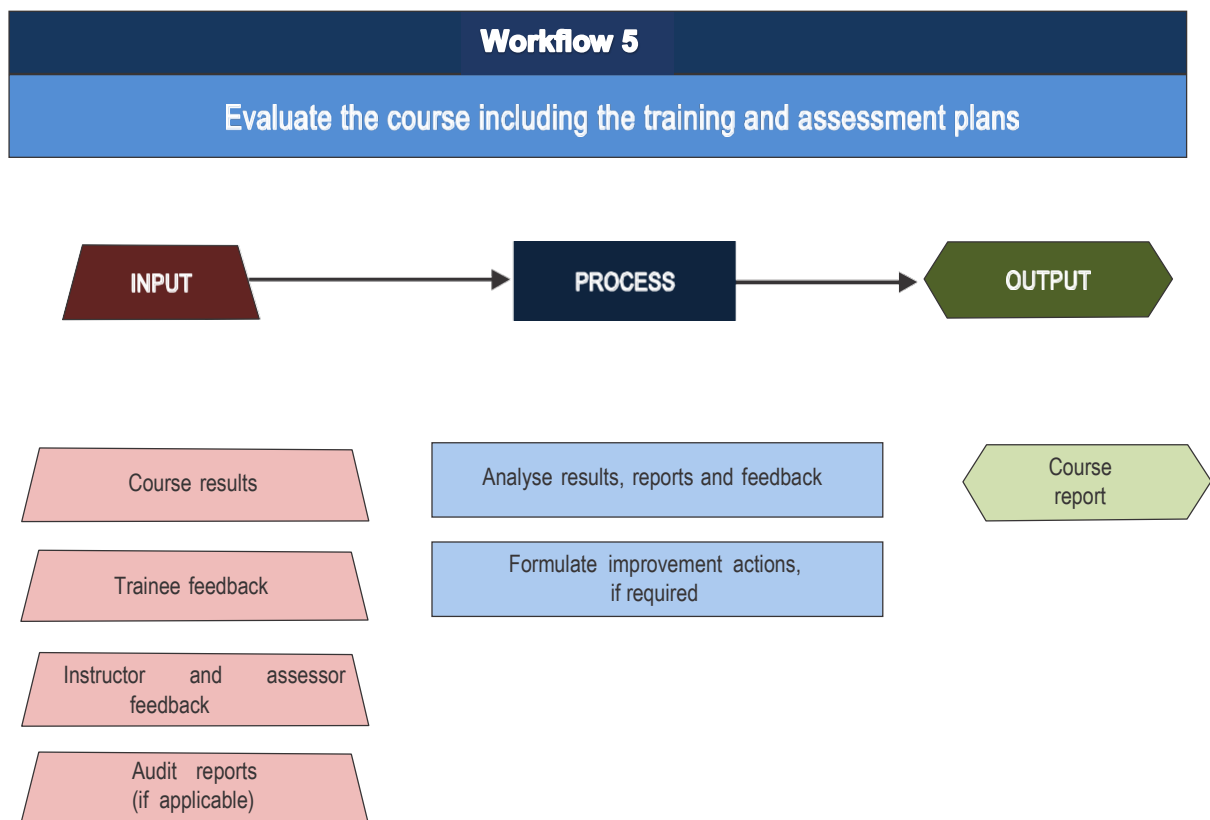 Workflow 5
Evaluate the course including the training and assessment plans
INPUT
PROCESS
OUTPUT
Course results
Trainee feedback
Instructor and assessor
feedback
Audit reports
(if applicable)
Analyse results, reports and feedback
Formulate improvement actions,
if required
Course
report